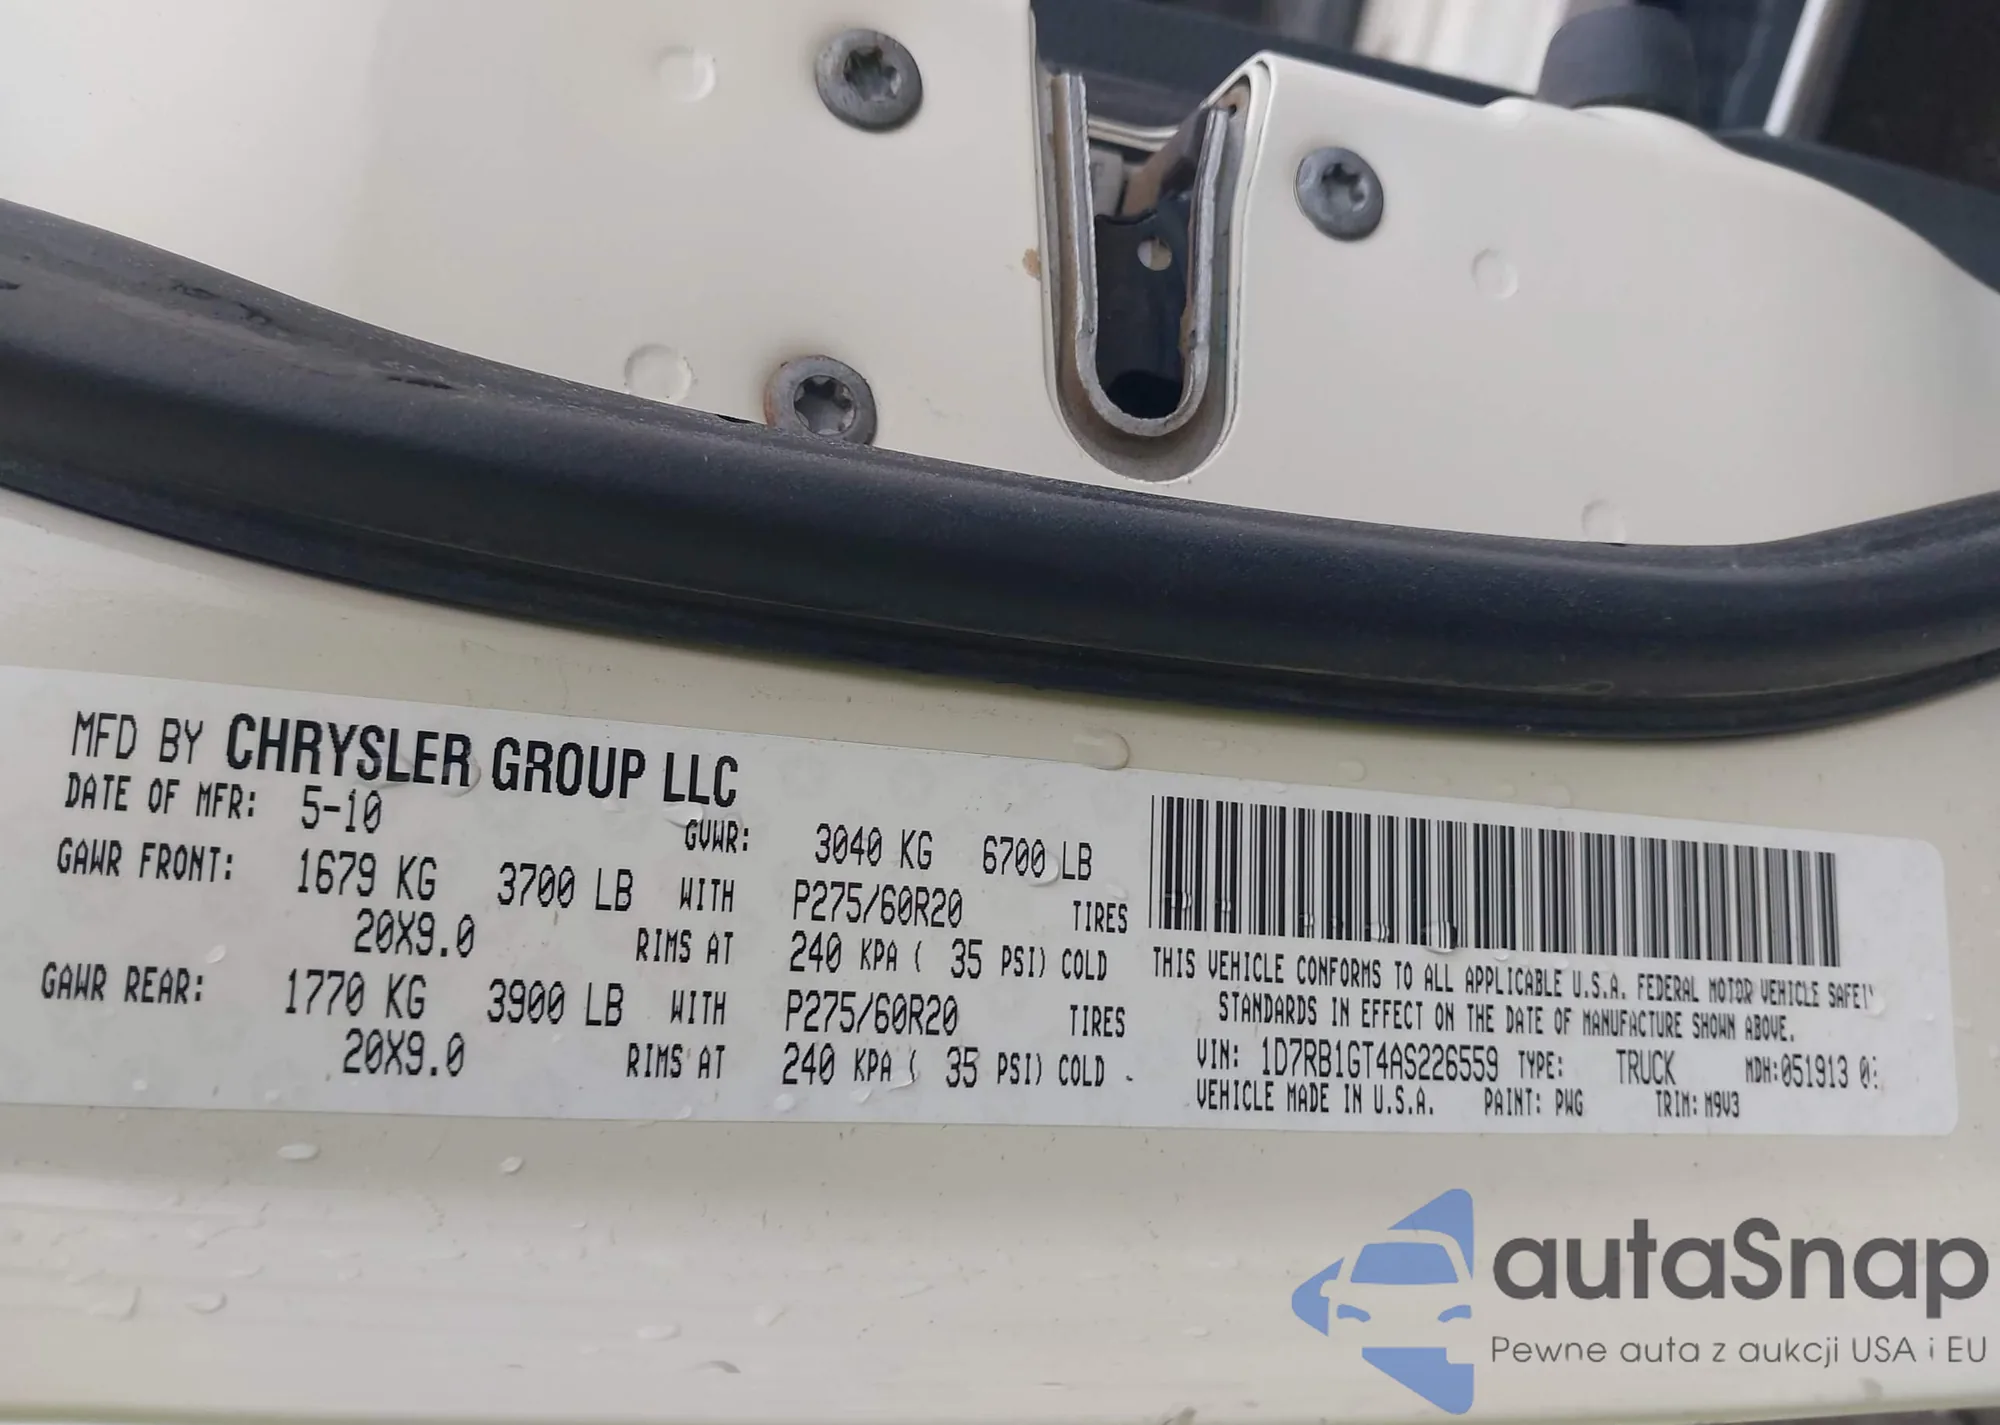 MFD BY CHRYSLER GROUP LLC
DATE OF MFR: 5-10 GVWR: 3040 KG 6700 LB
GAWR FRONT: 1679 KG 3700 LB WITH P275/60R20 TIRES
20X9.0 RIMS AT 240 KPA ( 35 PSI) COLD
GAWR REAR: 1770 KG 3900 LB WITH P275/60R20 TIRES
20X9.0 RIMS AT 240 KPA ( 35 PSI) COLD
THIS VEHICLE CONFORMS TO ALL APPLICABLE U.S.A. FEDERAL MOTOR VEHICLE
STANDARDS IN EFFECT ON THE DATE OF MANUFACTURE SHOWN ABOVE.
VIN: 1D7RB1GT4AS226559 TYPE: TRUCK MDH:051913
VEHICLE MADE IN U.S.A. PAINT: PWG TRIM: M9V3
autaSnap
Pewne auta z aukcji USA i EU